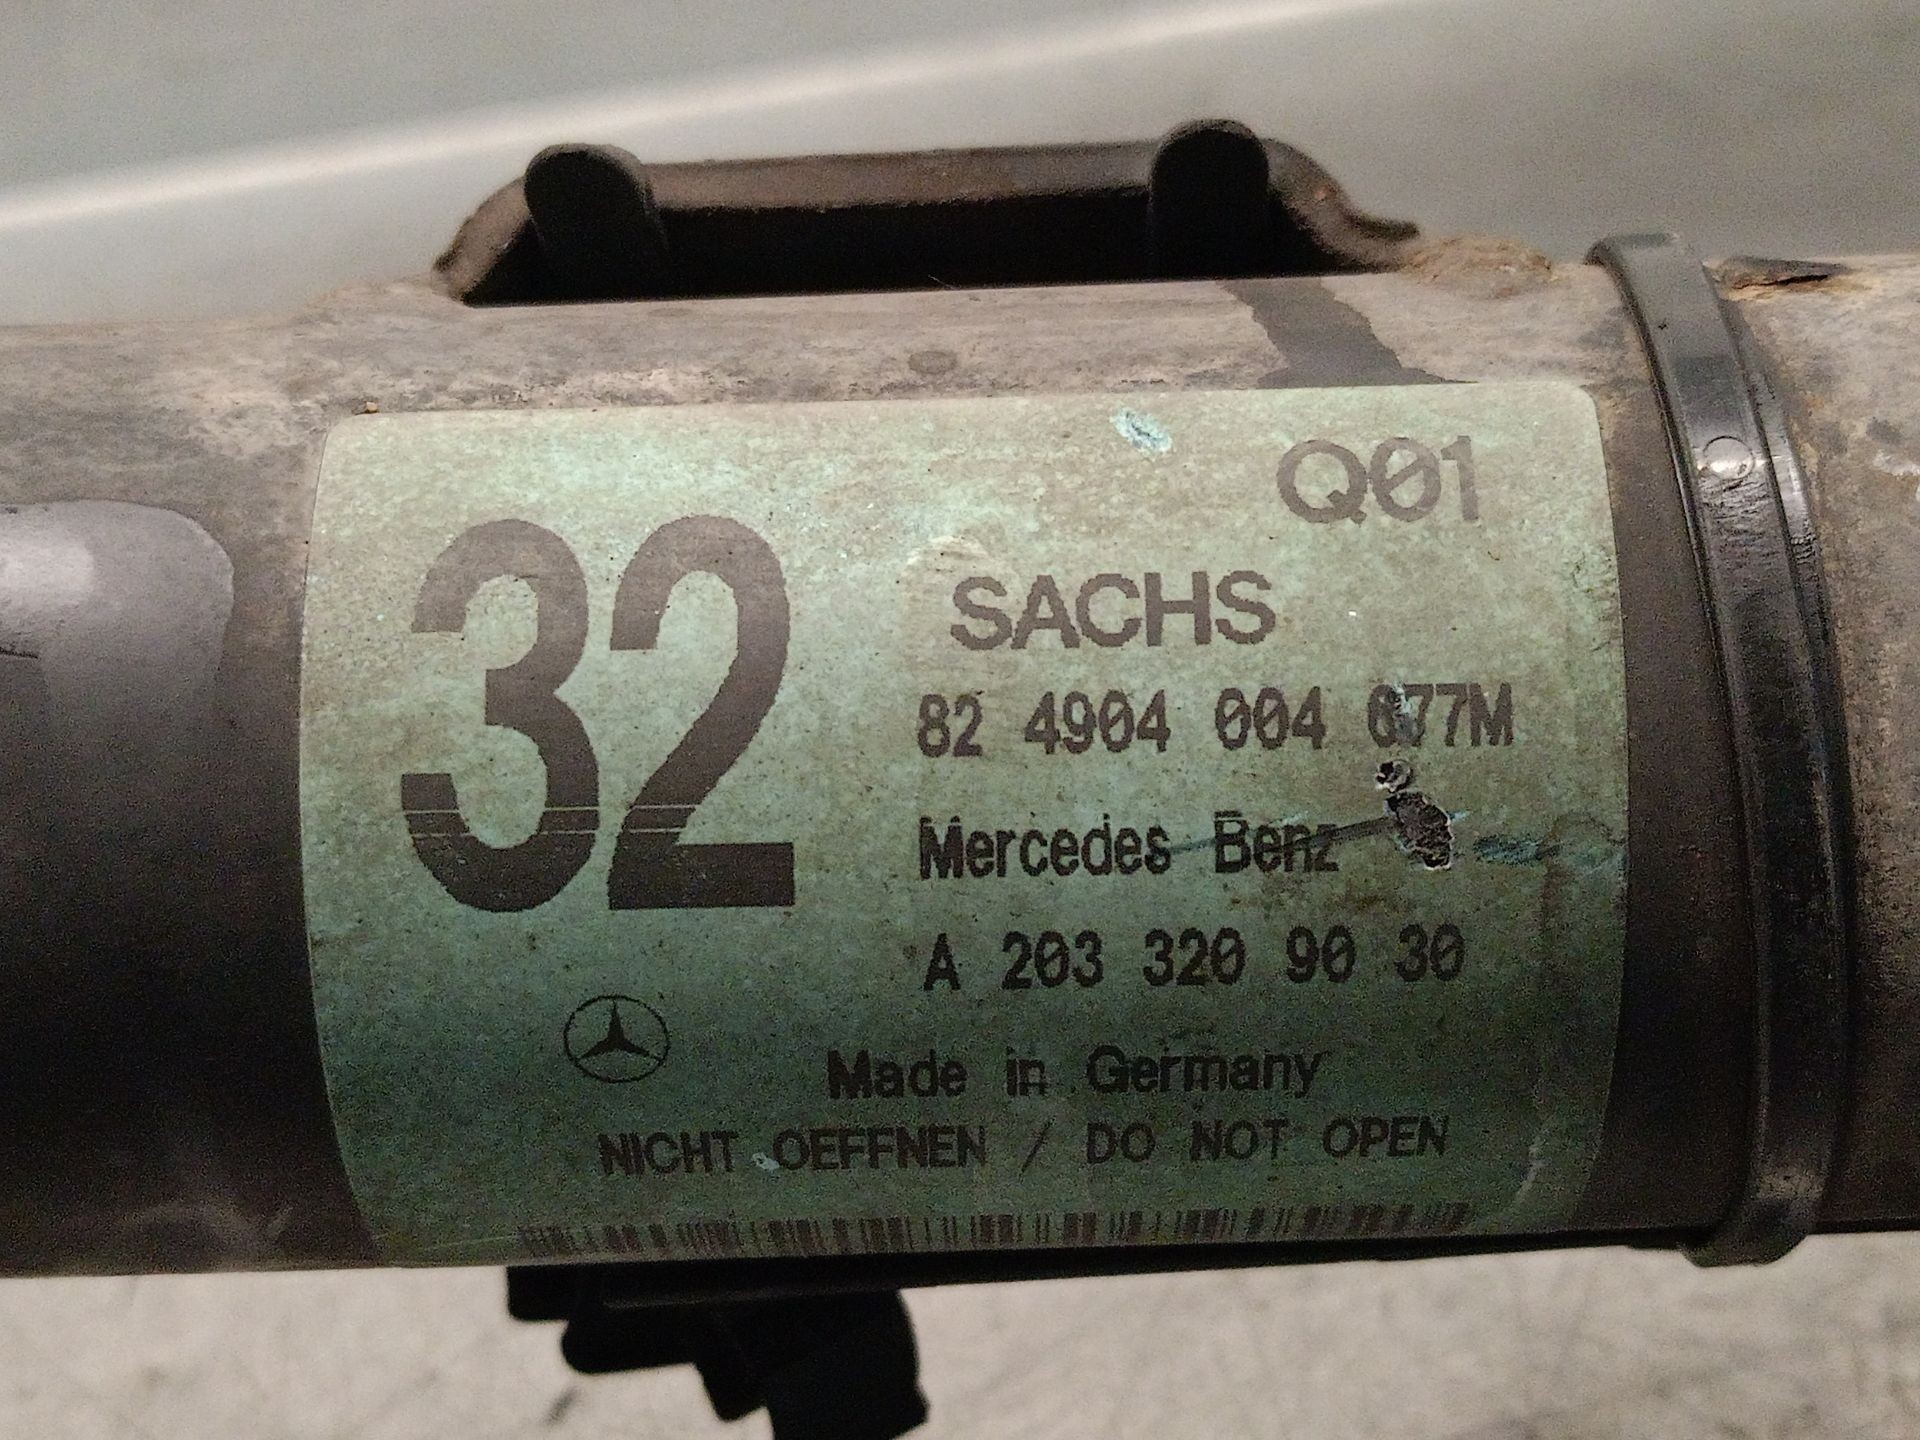 Q01
32
SACHS
82 4904 004 077M
Mercedes Benz
A 203 320 90 30
Made in Germany
NICHT OEFFNEN / DO NOT OPEN